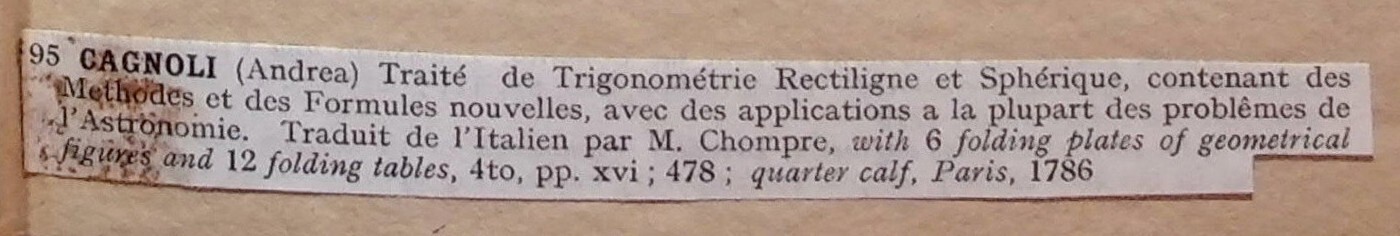 95 CAGNOLI (Andrea) Traité de Trigonométrie Rectiligne et Sphérique, contenant des
Methodes et des Formules nouvelles, avec des applications a la plupart des problêmes de
l'Astronomie. Traduit de l'Italien par M. Chompre, with 6 folding plates of geometrical
figures and 12 folding tables, 4to, pp. xvi ; 478 ; quarter calf, Paris, 1786